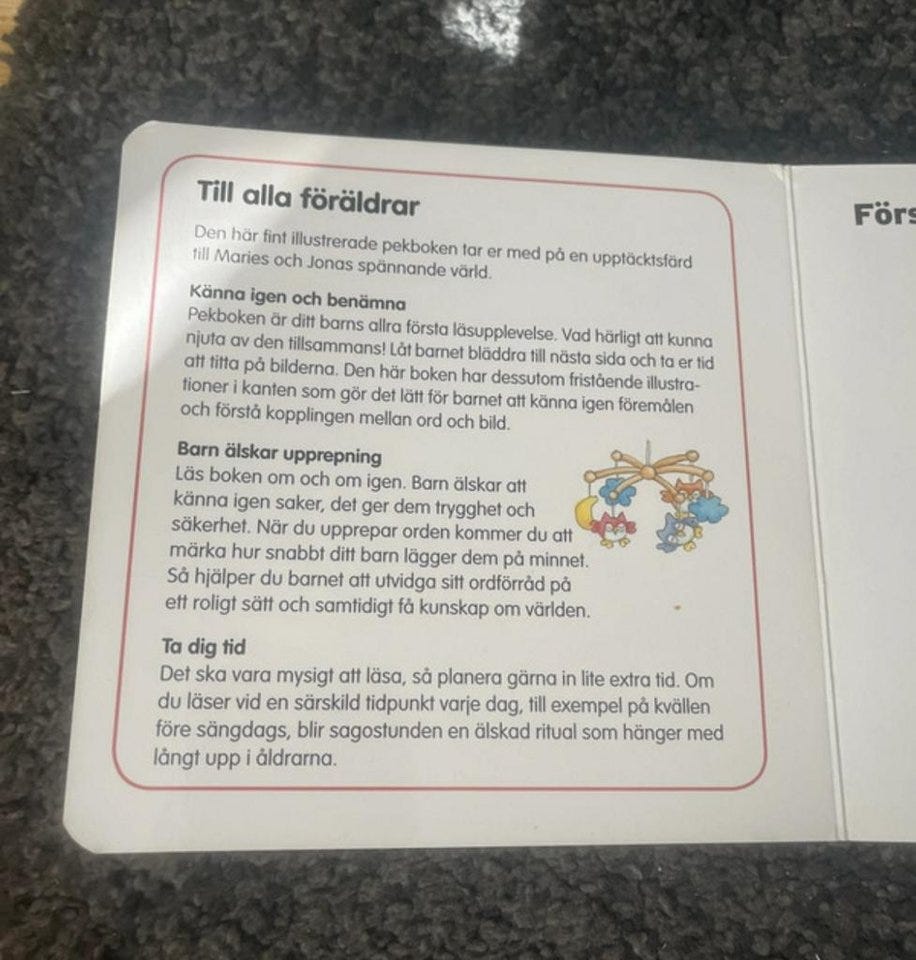 Till alla föräldrar
Den här fint illustrerade pekboken tar er med på en upptäcktsfärd
till Maries och Jonas spännande värld.
Känna igen och benämna
Pekboken är ditt barns allra första läsupplevelse. Vad härligt att kunna
njuta av den tillsammans! Låt barnet bläddra till nästa sida och ta er tid
att titta på bilderna. Den här boken har dessutom fristående illustra-
tioner i kanten som gör det lätt för barnet att känna igen föremålen
och förstå kopplingen mellan ord och bild.
Barn älskar upprepning
Läs boken om och om igen. Barn älskar att
känna igen saker, det ger dem trygghet och
säkerhet. När du upprepar orden kommer du att
märka hur snabbt ditt barn lägger dem på minnet.
Så hjälper du barnet att utvidga sitt ordförråd på
ett roligt sätt och samtidigt få kunskap om världen.
Ta dig tid
Det ska vara mysigt att läsa, så planera gärna in lite extra tid. Om
du läser vid en särskild tidpunkt varje dag, till exempel på kvällen
före sängdags, blir sagostunden en älskad ritual som hänger med
långt upp i åldrarna.
Förs